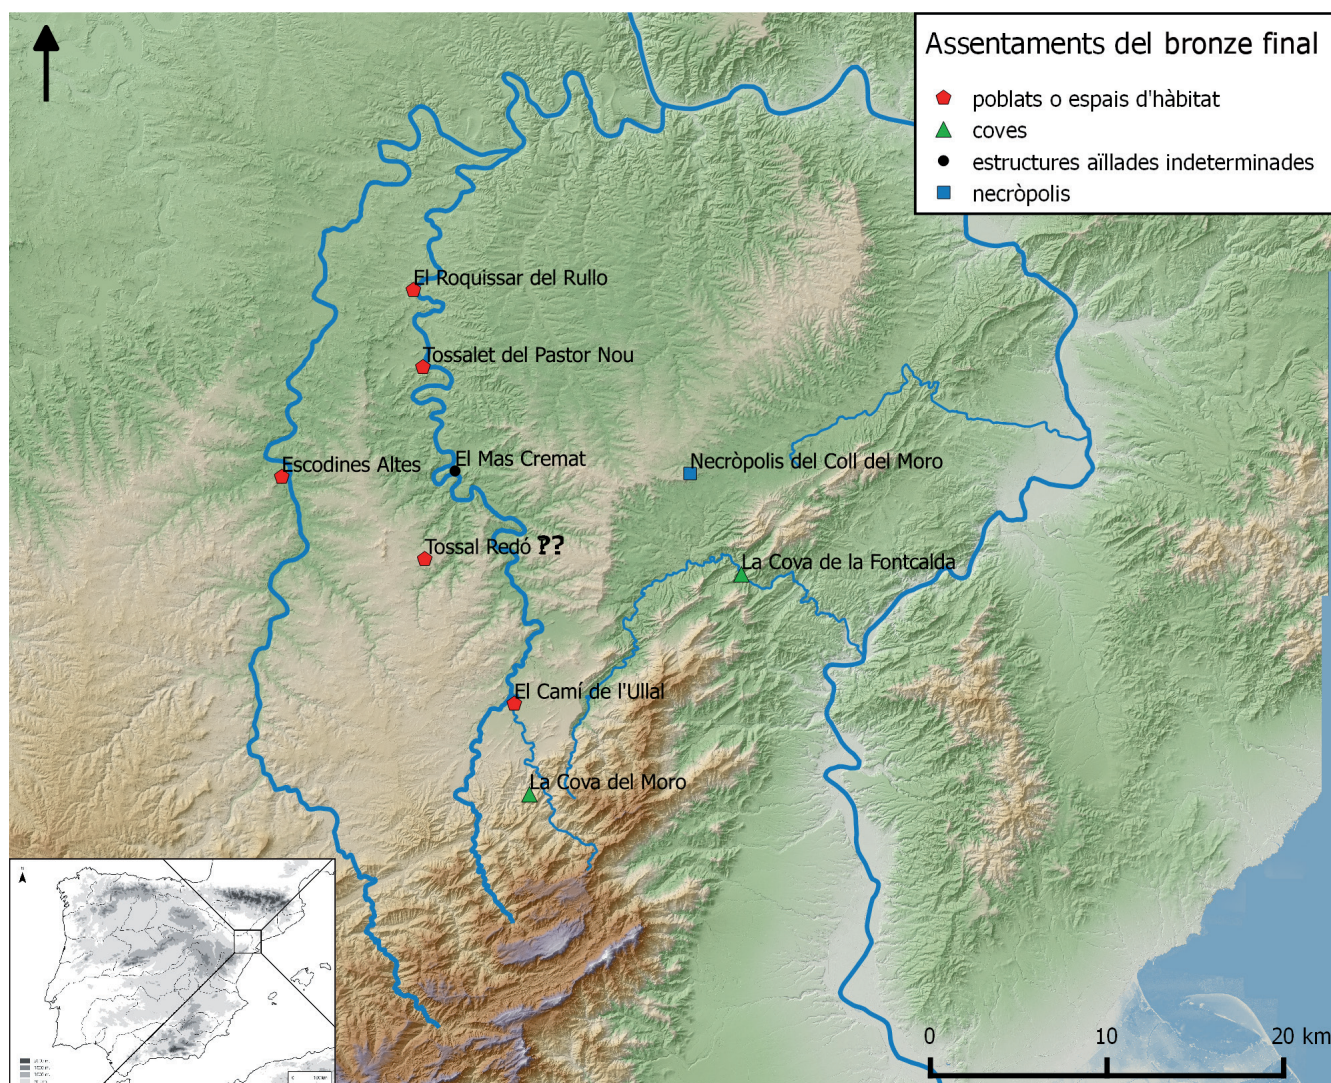 Assentaments del bronze final
poblats o espais d'hàbitat
coves
estructures aïllades indeterminades
necròpolis
El Roquissar del Rullo
Tossalet del Pastor Nou
Escodines Altes
El Mas Cremat
Necròpolis del Coll del Moro
Tossal Redó ??
La Cova de la Fontcalda
El Camí de l'Ullal
La Cova del Moro
0 10 20 km